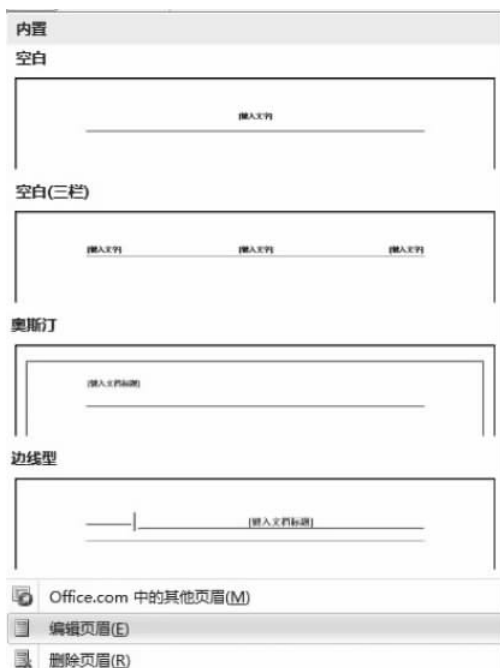 内置
空白
[键入文字]
空白(三栏)
[键入文字] [键入文字] [键入文字]
奥斯汀
[键入文档标题]
边线型
[键入文档标题]
Office.com 中的其他页眉(M)
编辑页眉(E)
删除页眉(R)